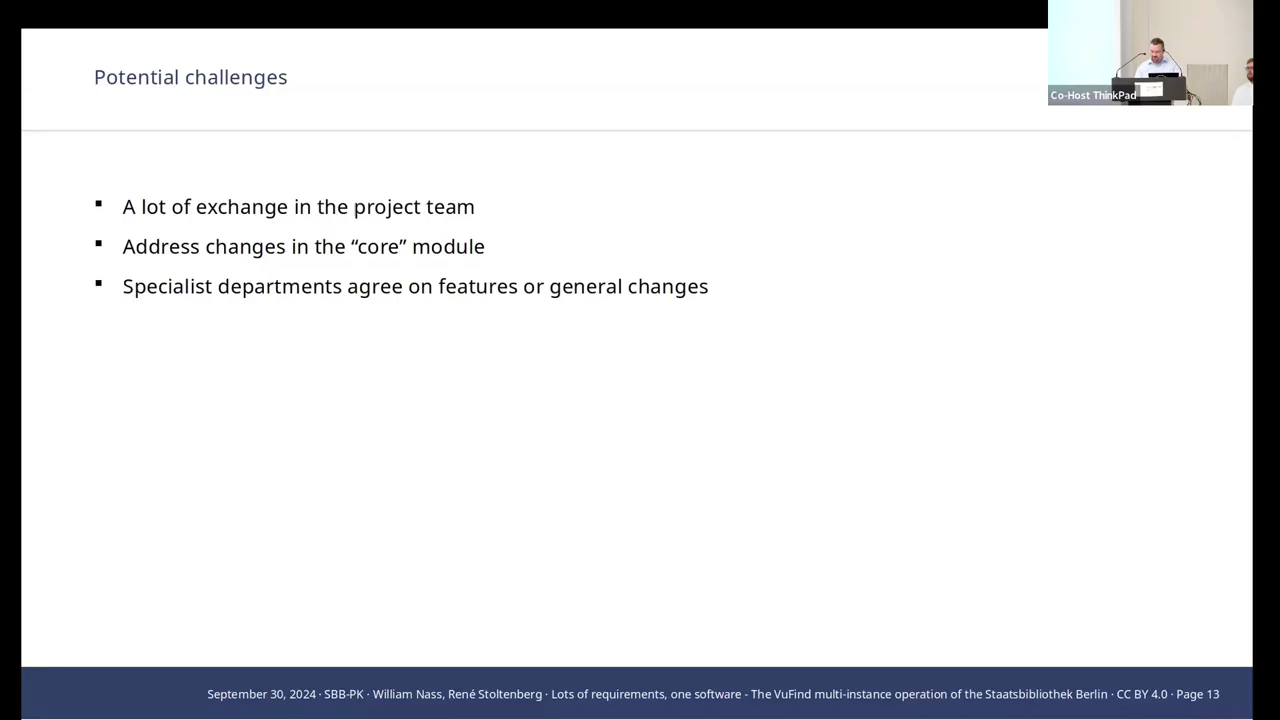 Potential challenges
Co-Host ThinkPad
▪ A lot of exchange in the project team
▪ Address changes in the “core” module
▪ Specialist departments agree on features or general changes
September 30, 2024 · SBB-PK · William Nass, René Stoltenberg · Lots of requirements, one software - The VuFind multi-instance operation of the Staatsbibliothek Berlin · CC BY 4.0 · Page 13